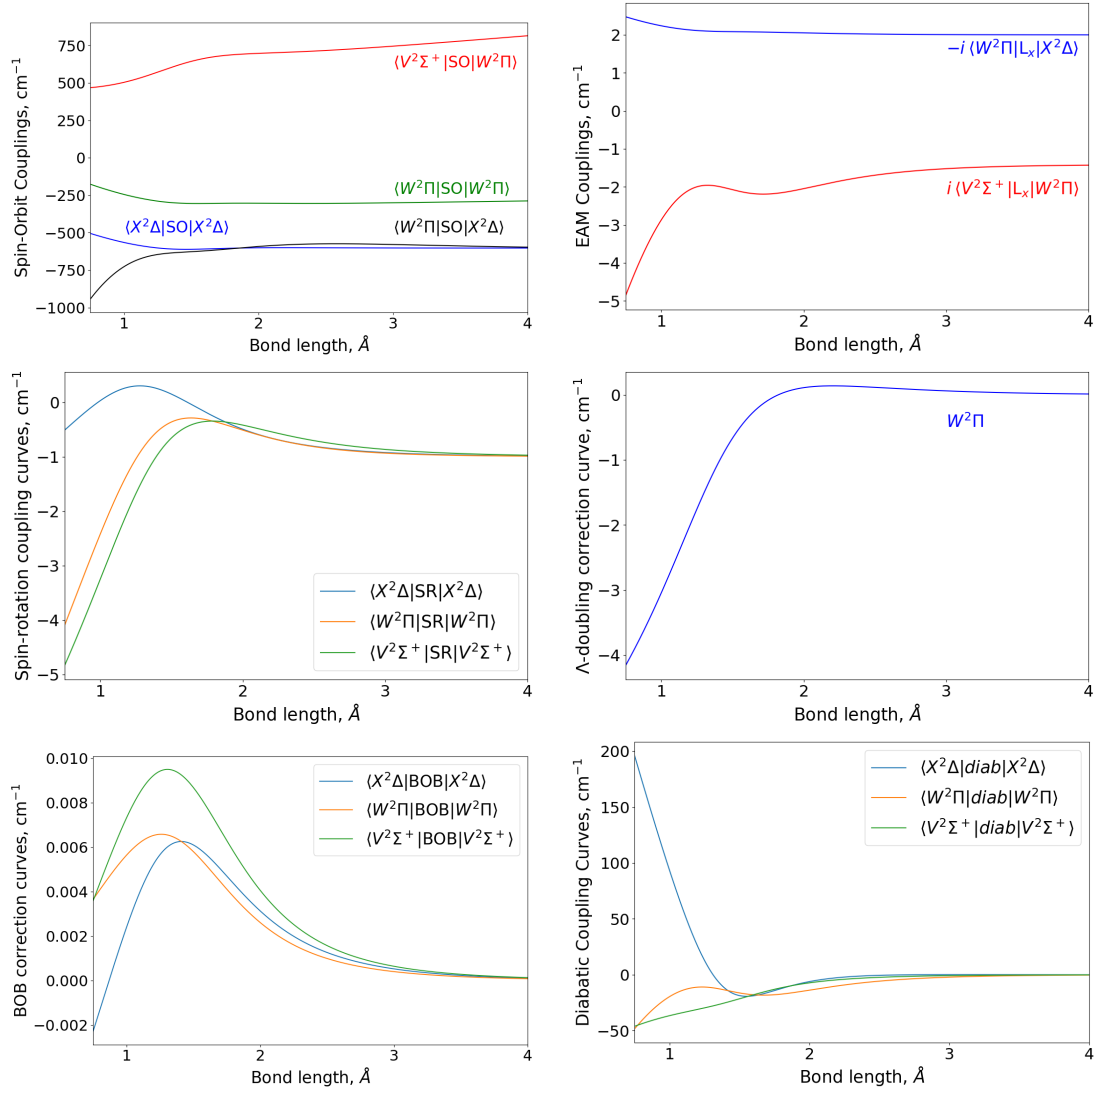 Spin-Orbit Couplings, cm⁻¹
750
500
250
0
−250
−500
−750
−1000
⟨V²Σ⁺|SO|W²Π⟩
⟨W²Π|SO|W²Π⟩
⟨X²Δ|SO|X²Δ⟩
⟨W²Π|SO|X²Δ⟩
1 2 3 4
Bond length, Å
EAM Couplings, cm⁻¹
2
1
0
−1
−2
−3
−4
−5
−i ⟨W²Π|Lₓ|X²Δ⟩
i ⟨V²Σ⁺|Lₓ|W²Π⟩
1 2 3 4
Bond length, Å
Spin-rotation coupling curves, cm⁻¹
0
−1
−2
−3
−4
−5
⟨X²Δ|SR|X²Δ⟩
⟨W²Π|SR|W²Π⟩
⟨V²Σ⁺|SR|V²Σ⁺⟩
1 2 3 4
Bond length, Å
Λ-doubling correction curve, cm⁻¹
0
−1
−2
−3
−4
W²Π
1 2 3 4
Bond length, Å
BOB correction curves, cm⁻¹
0.010
0.008
0.006
0.004
0.002
0.000
−0.002
⟨X²Δ|BOB|X²Δ⟩
⟨W²Π|BOB|W²Π⟩
⟨V²Σ⁺|BOB|V²Σ⁺⟩
1 2 3 4
Bond length, Å
Diabatic Coupling Curves, cm⁻¹
200
150
100
50
0
−50
⟨X²Δ|diab|X²Δ⟩
⟨W²Π|diab|W²Π⟩
⟨V²Σ⁺|diab|V²Σ⁺⟩
1 2 3 4
Bond length, Å